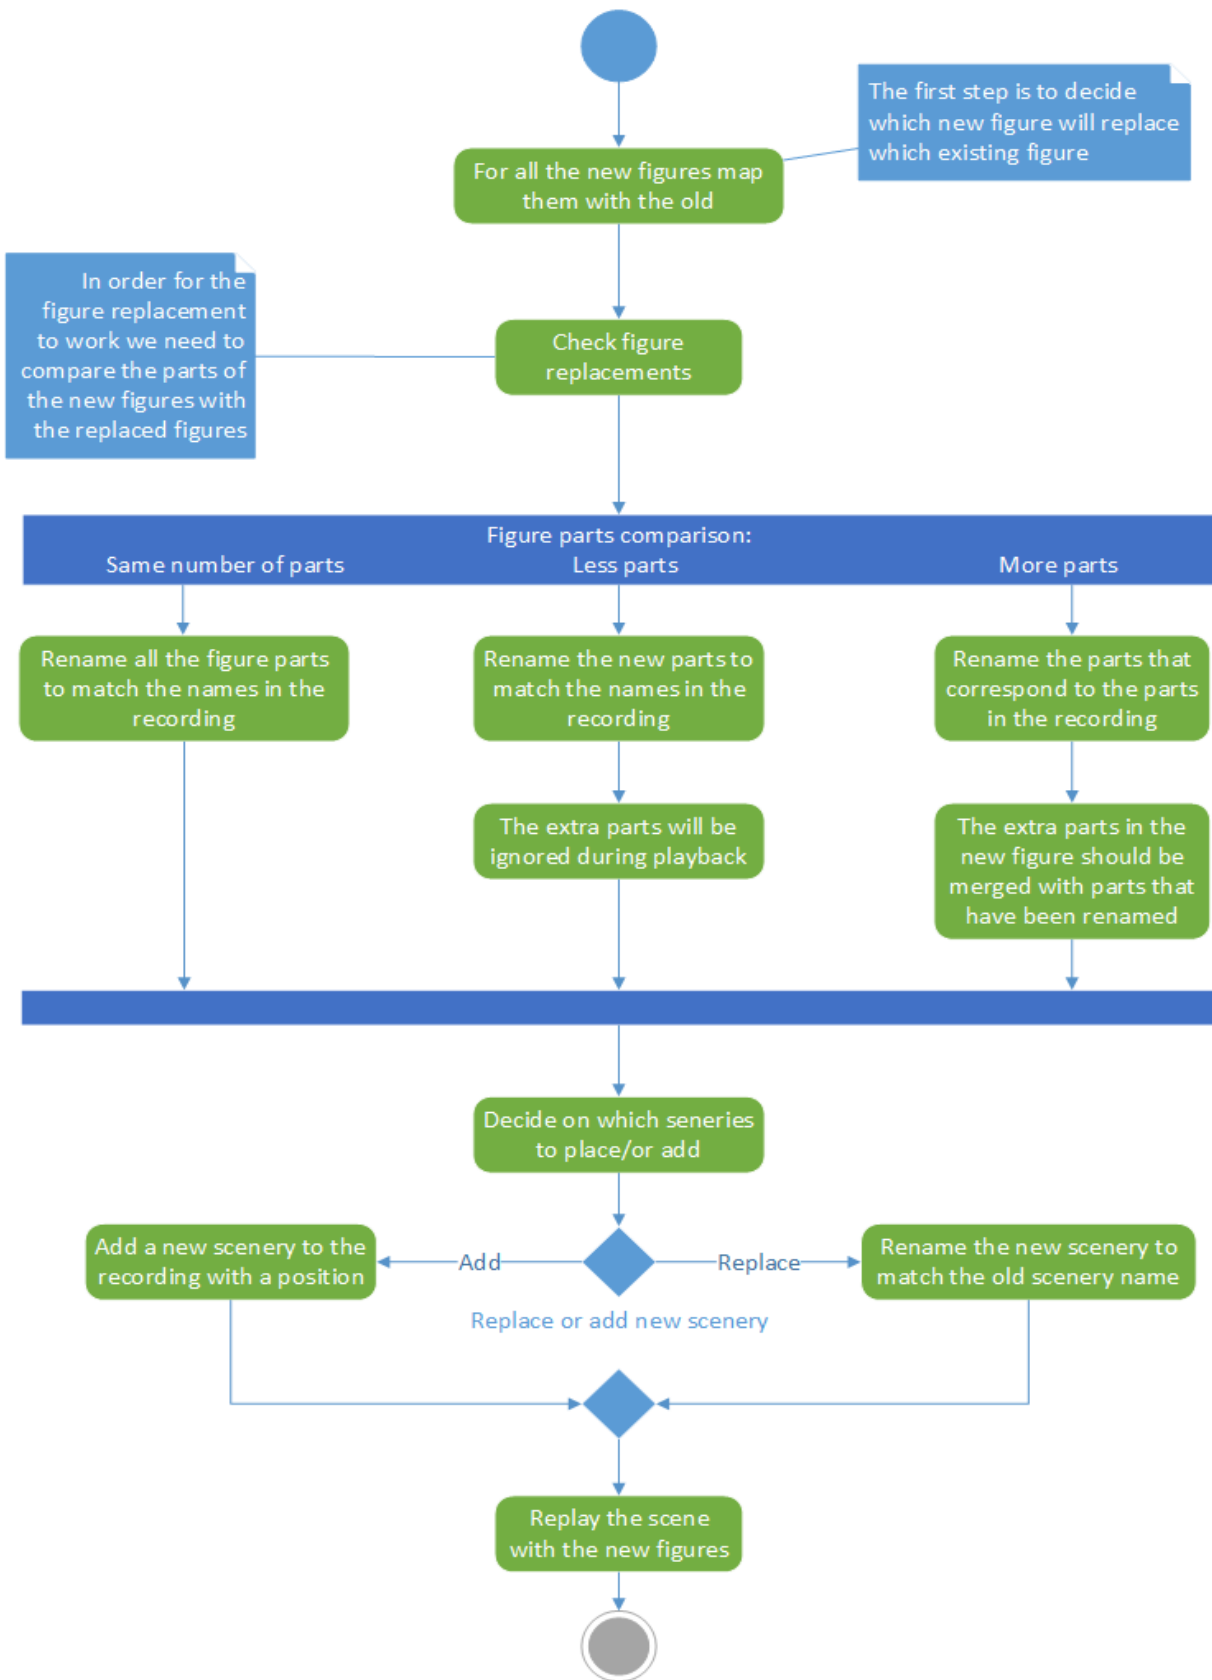 The first step is to decide
which new figure will replace
which existing figure
For all the new figures map
them with the old
In order for the
figure replacement
to work we need to
compare the parts of
the new figures with
the replaced figures
Check figure
replacements
Figure parts comparison:
Same number of parts
Less parts
More parts
Rename all the figure parts
to match the names in the
recording
Rename the new parts to
match the names in the
recording
Rename the parts that
correspond to the parts
in the recording
The extra parts will be
ignored during playback
The extra parts in the
new figure should be
merged with parts that
have been renamed
Decide on which seneries
to place/or add
Add a new scenery to the
recording with a position
Add
Replace
Rename the new scenery to
match the old scenery name
Replace or add new scenery
Replay the scene
with the new figures